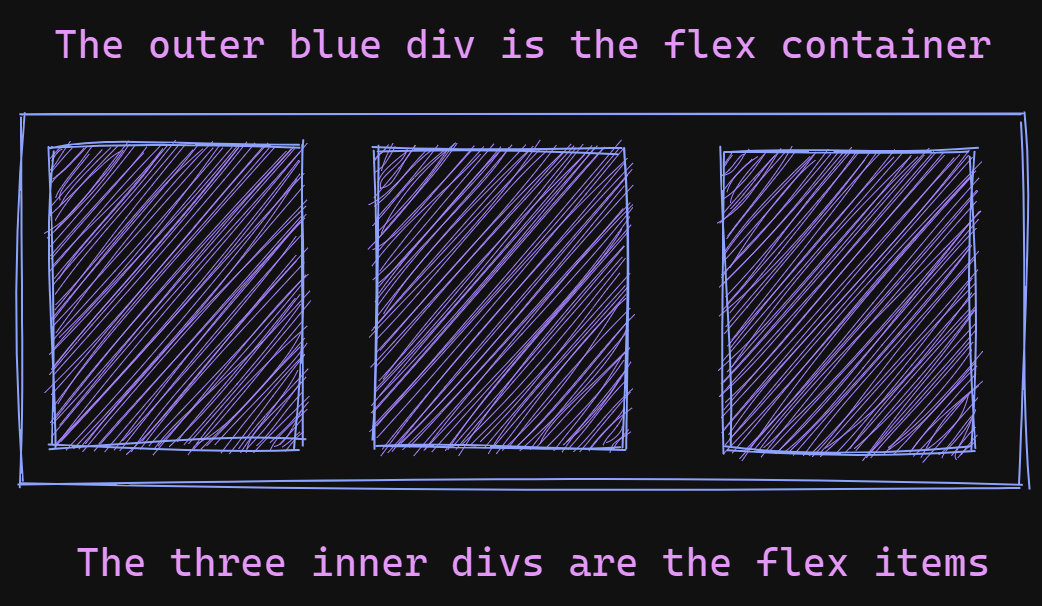 The outer blue div is the flex container
The three inner divs are the flex items